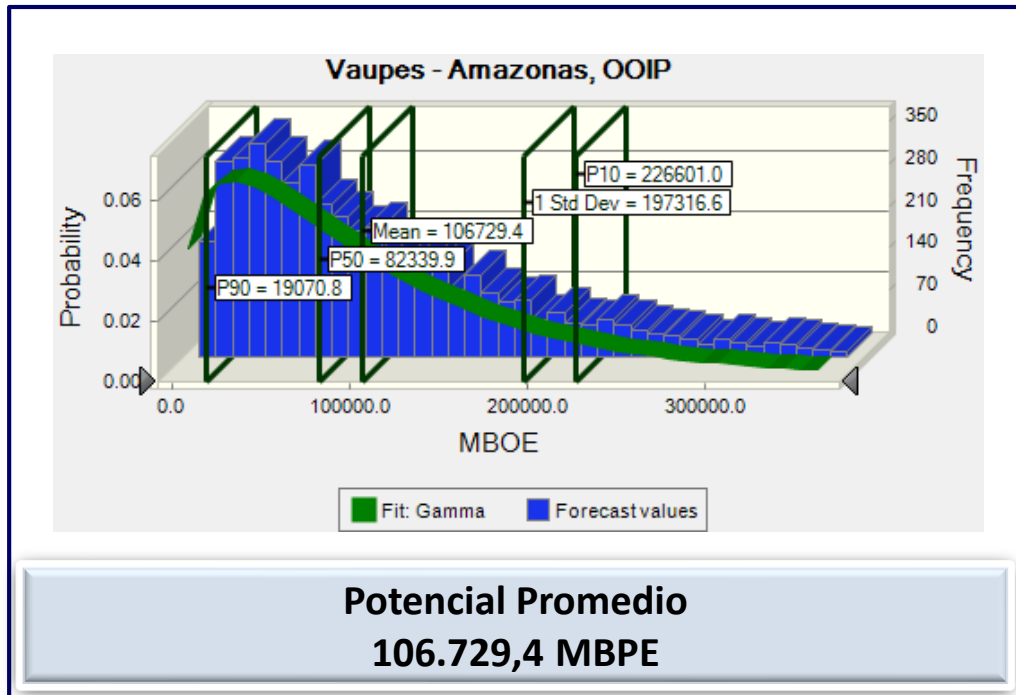 Vaupes - Amazonas, OOIP
Probability
0.06
0.04
0.02
0.00
350
280
210
140
70
0
Frequency
P10 = 226601.0
1 Std Dev = 197316.6
Mean = 106729.4
P50 = 82339.9
P90 = 19070.8
0.0 100000.0 200000.0 300000.0
MBOE
Fit: Gamma Forecast values
Potencial Promedio
106.729,4 MBPE